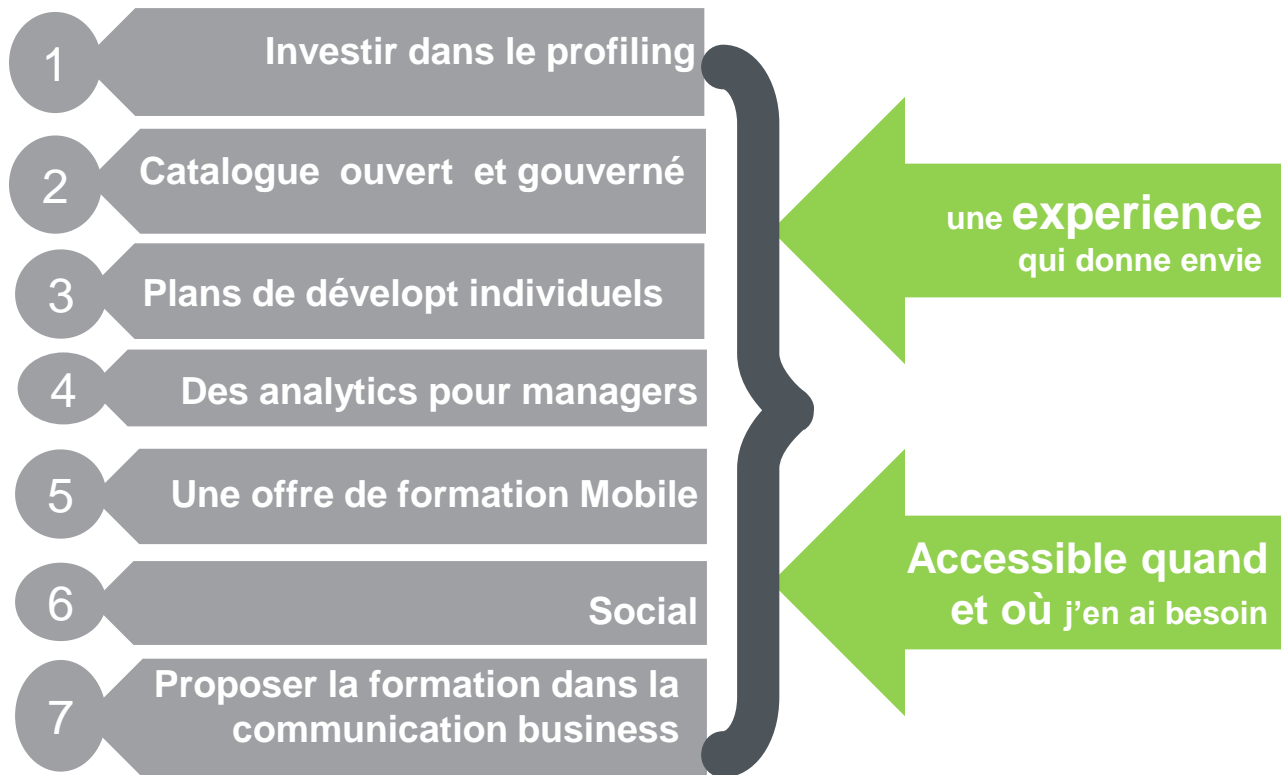 1
Investir dans le profiling
2
Catalogue ouvert et gouverné
3
Plans de dévelopt individuels
4
Des analytics pour managers
5
Une offre de formation Mobile
6
Social
7
Proposer la formation dans la
communication business
une experience
qui donne envie
Accessible quand
et où j’en ai besoin